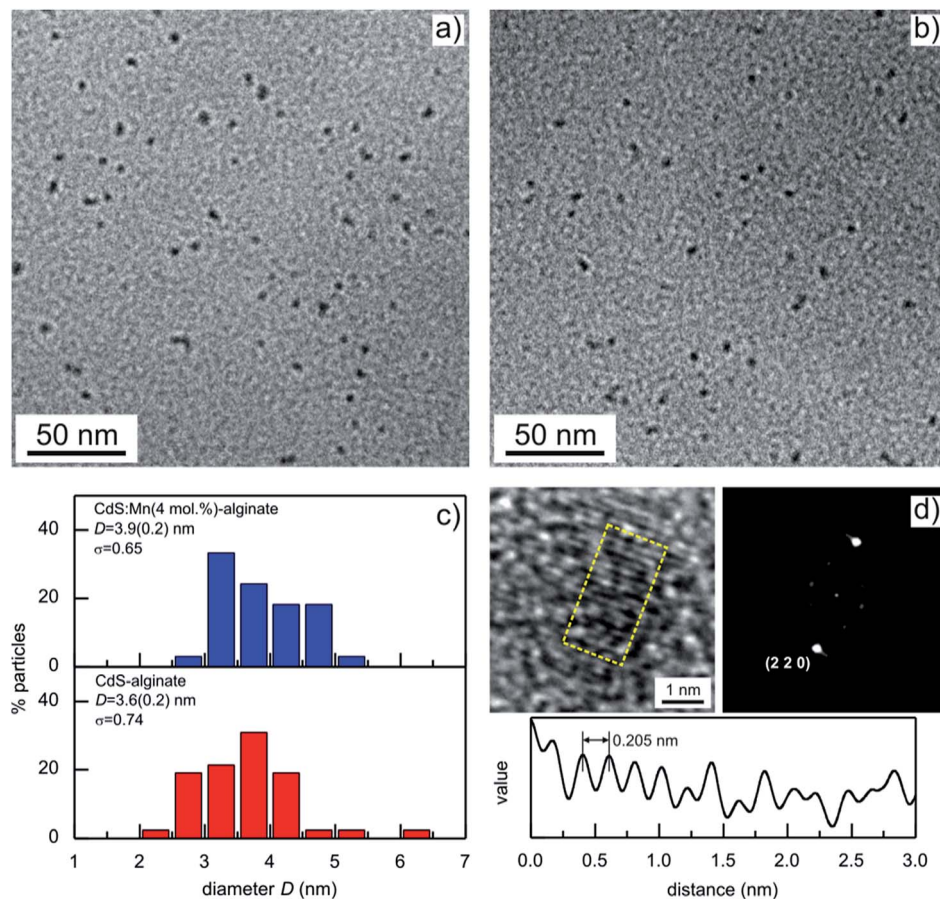 a)
50 nm
b)
50 nm
c)
CdS:Mn(4 mol.%)-alginate
D=3.9(0.2) nm
σ=0.65
40
20
0
CdS-alginate
D=3.6(0.2) nm
σ=0.74
40
20
0
% particles
1 2 3 4 5 6 7
diameter D (nm)
1 nm
d)
(2 2 0)
0.205 nm
value
0.0 0.5 1.0 1.5 2.0 2.5 3.0
distance (nm)